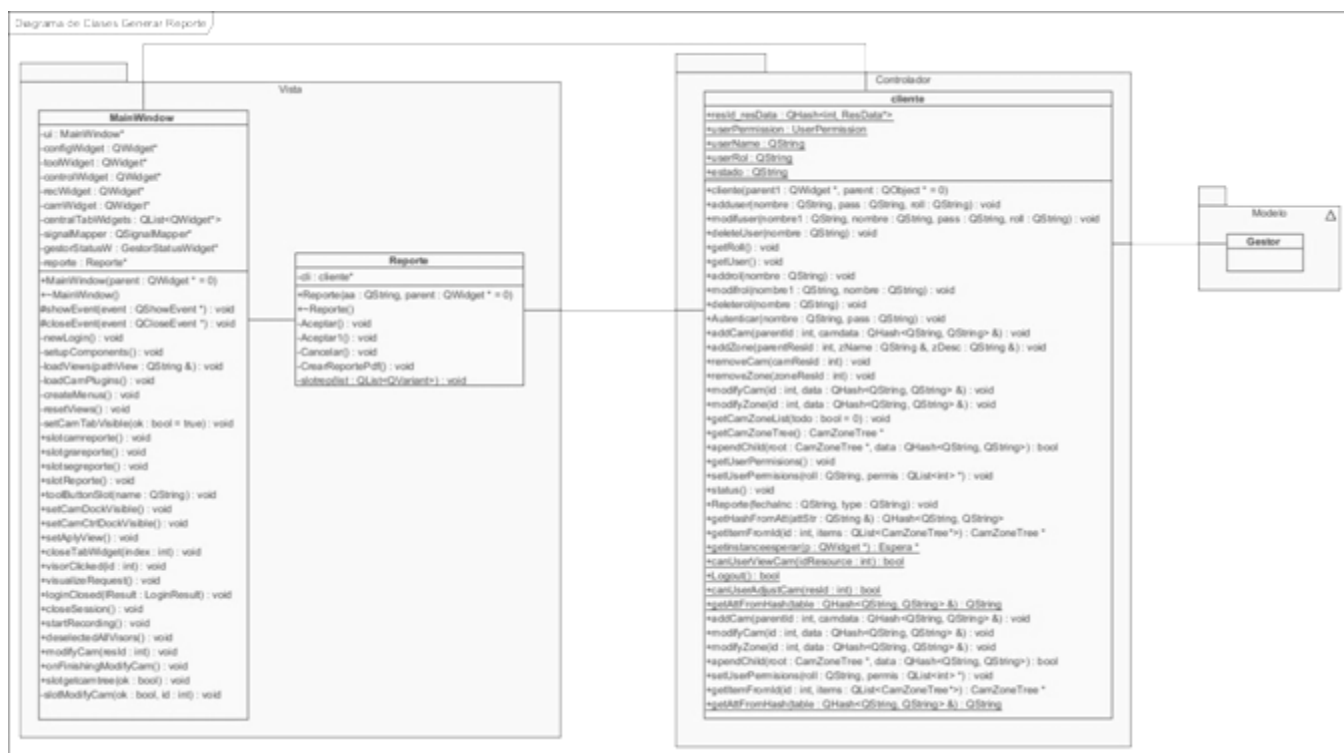 Diagrama de Clases Generar Reporte
Vista
MainWindow
-ui : MainWindow*
-configWidget : QWidget*
-toolWidget : QWidget*
-controlWidget : QWidget*
-recWidget : QWidget*
-camWidget : QWidget*
-centralTabWidgets : QList<QWidget*>
-signalMapper : QSignalMapper*
-gestorStatusW : GestorStatusWidget*
-reporte : Reporte*
+MainWindow(parent : QWidget * = 0)
+~MainWindow()
#showEvent(event : QShowEvent *) : void
#closeEvent(event : QCloseEvent *) : void
-newLogin() : void
-setupComponents() : void
-loadViews(pathView : QString &) : void
-loadCamPlugins() : void
-createMenus() : void
-resetViews() : void
-setCamTabVisible(ok : bool = true) : void
+slotcamreporte() : void
+slotgrareporte() : void
+slotsegreporte() : void
+slotReporte() : void
+toolButtonSlot(name : QString) : void
+setCamDockVisible() : void
+setCamCtrlDockVisible() : void
+setAplyView() : void
+closeTabWidget(index : int) : void
+visorClicked(id : int) : void
+visualizeRequest() : void
+loginClosed(lResult : LoginResult) : void
+closeSession() : void
+startRecording() : void
+deselectedAllVisors() : void
+modifyCam(resId : int) : void
+onFinishingModifyCam() : void
+slotgetcamtree(ok : bool) : void
-slotModifyCam(ok : bool, id : int) : void
Reporte
-cli : cliente*
+Reporte(aa : QString, parent : QWidget * = 0)
+~Reporte()
-Aceptar() : void
-Aceptar1() : void
-Cancelar() : void
-CrearReportePdf() : void
-slotrep(list : QList<QVariant>) : void
Controlador
cliente
+resId_resData : QHash<int, ResData*>
+userPermission : UserPermission
+userName : QString
+userRol : QString
+estado : QString
+cliente(parent1 : QWidget *, parent : QObject * = 0)
+adduser(nombre : QString, pass : QString, roll : QString) : void
+modifuser(nombre1 : QString, nombre : QString, pass : QString, roll : QString) : void
+deleteUser(nombre : QString) : void
+getRoll() : void
+getUser() : void
+addrol(nombre : QString) : void
+modifrol(nombre1 : QString, nombre : QString) : void
+deleterol(nombre : QString) : void
+Autenticar(nombre : QString, pass : QString) : void
+addCam(parentId : int, camdata : QHash<QString, QString> &) : void
+addZone(parentResId : int, zName : QString &, zDesc : QString &) : void
+removeCam(camResId : int) : void
+removeZone(zoneResId : int) : void
+modifyCam(id : int, data : QHash<QString, QString> &) : void
+modifyZone(id : int, data : QHash<QString, QString> &) : void
+getCamZoneList(todo : bool = 0) : void
+getCamZoneTree() : CamZoneTree *
+apendChild(root : CamZoneTree *, data : QHash<QString, QString>) : bool
+getUserPermisions() : void
+setUserPermisions(roll : QString, permis : QList<int> *) : void
+status() : void
+Reporte(fechaInc : QString, type : QString) : void
+getHashFromAtt(attStr : QString &) : QHash<QString, QString>
+getItemFromId(id : int, items : QList<CamZoneTree*>) : CamZoneTree *
+getinstanceesperar(p : QWidget *) : Espera *
+canUserViewCam(idResource : int) : bool
+Logout() : bool
+canUserAdjustCam(resId : int) : bool
+getAttFromHash(table : QHash<QString, QString> &) : QString
+addCam(parentId : int, camdata : QHash<QString, QString> &) : void
+modifyCam(id : int, data : QHash<QString, QString> &) : void
+modifyZone(id : int, data : QHash<QString, QString> &) : void
+apendChild(root : CamZoneTree *, data : QHash<QString, QString>) : bool
+setUserPermisions(roll : QString, permis : QList<int> *) : void
+getItemFromId(id : int, items : QList<CamZoneTree*>) : CamZoneTree *
+getAttFromHash(table : QHash<QString, QString> &) : QString
Modelo
Gestor